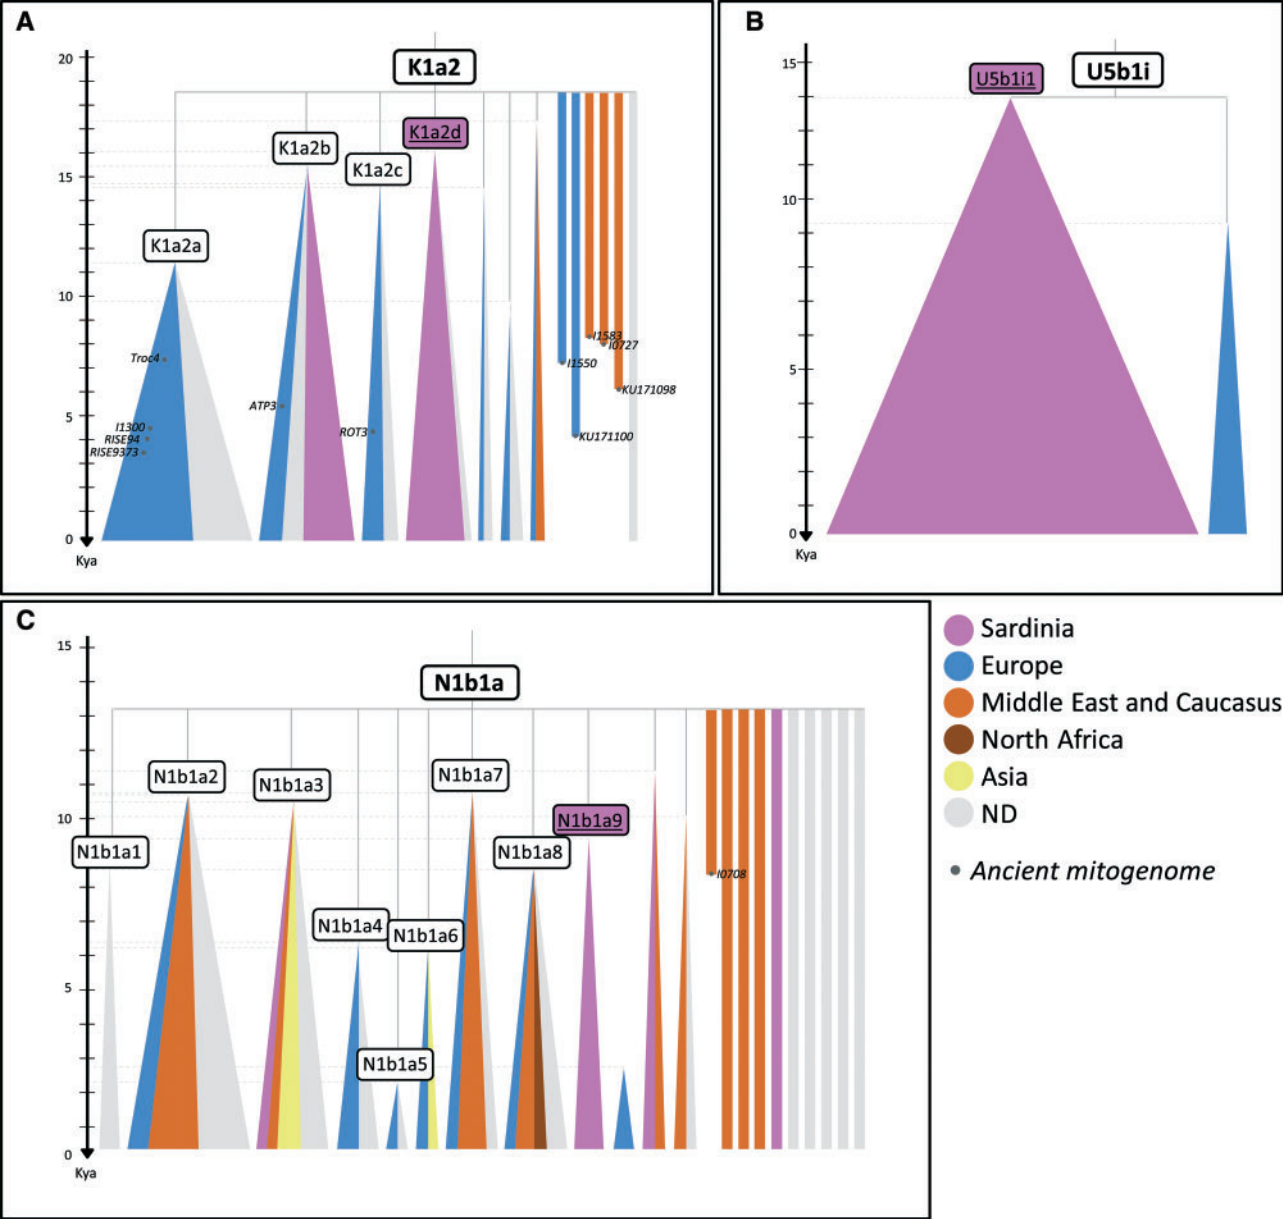 A
20
15
10
5
0
Kya
K1a2
K1a2a
K1a2b
K1a2c
K1a2d
Troc4
I1300
RISE94
RISE9373
ATP3
ROT3
I1550
KU171100
I1583
I0727
KU171098
B
15
10
5
0
Kya
U5b1i1
U5b1i
C
15
10
5
0
Kya
N1b1a
N1b1a1
N1b1a2
N1b1a3
N1b1a4
N1b1a5
N1b1a6
N1b1a7
N1b1a8
N1b1a9
I0708
Sardinia
Europe
Middle East and Caucasus
North Africa
Asia
ND
Ancient mitogenome